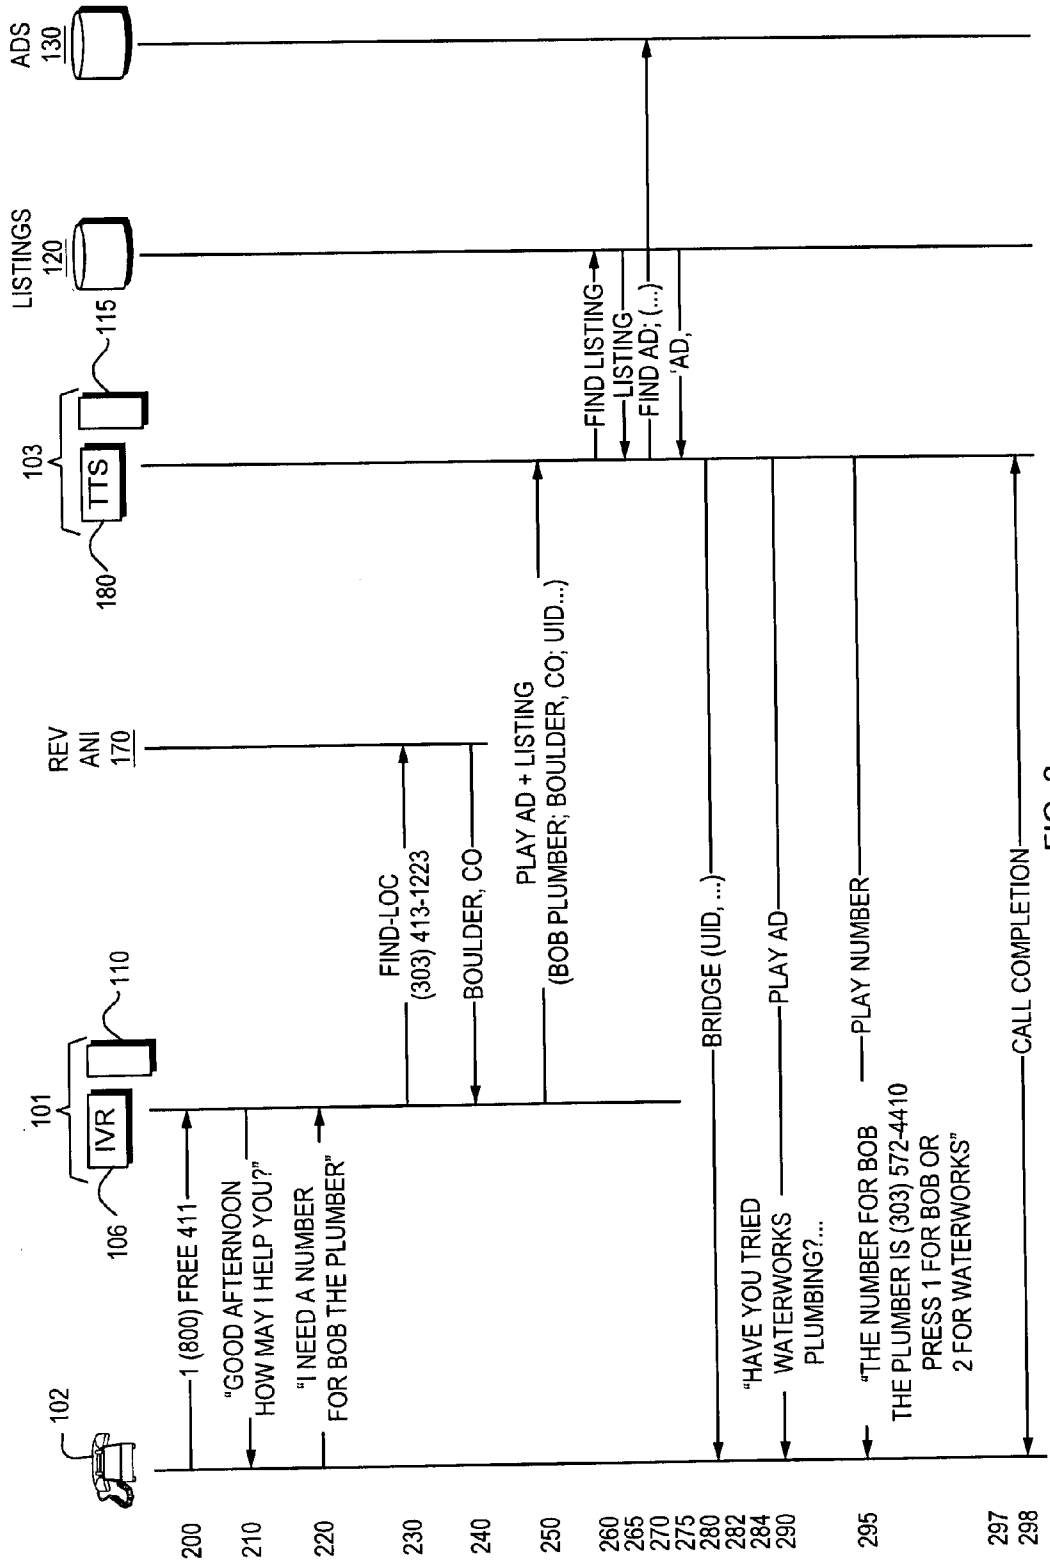 102
101
106
IVR
110
REV
ANI
170
103
180
TTS
115
LISTINGS
120
ADS
130
200
1 (800) FREE 411
210
"GOOD AFTERNOON
HOW MAY I HELP YOU?"
220
"I NEED A NUMBER
FOR BOB THE PLUMBER"
230
FIND-LOC
(303) 413-1223
240
BOULDER, CO
250
PLAY AD + LISTING
(BOB PLUMBER; BOULDER, CO; UID...)
260
FIND LISTING
265
LISTING
270
FIND AD; (...)
275
'AD,
280
BRIDGE (UID, ...)
282
284
290
"HAVE YOU TRIED
WATERWORKS
PLUMBING?...
PLAY AD
295
"THE NUMBER FOR BOB
THE PLUMBER IS (303) 572-4410
PRESS 1 FOR BOB OR
2 FOR WATERWORKS"
PLAY NUMBER
297
298
CALL COMPLETION